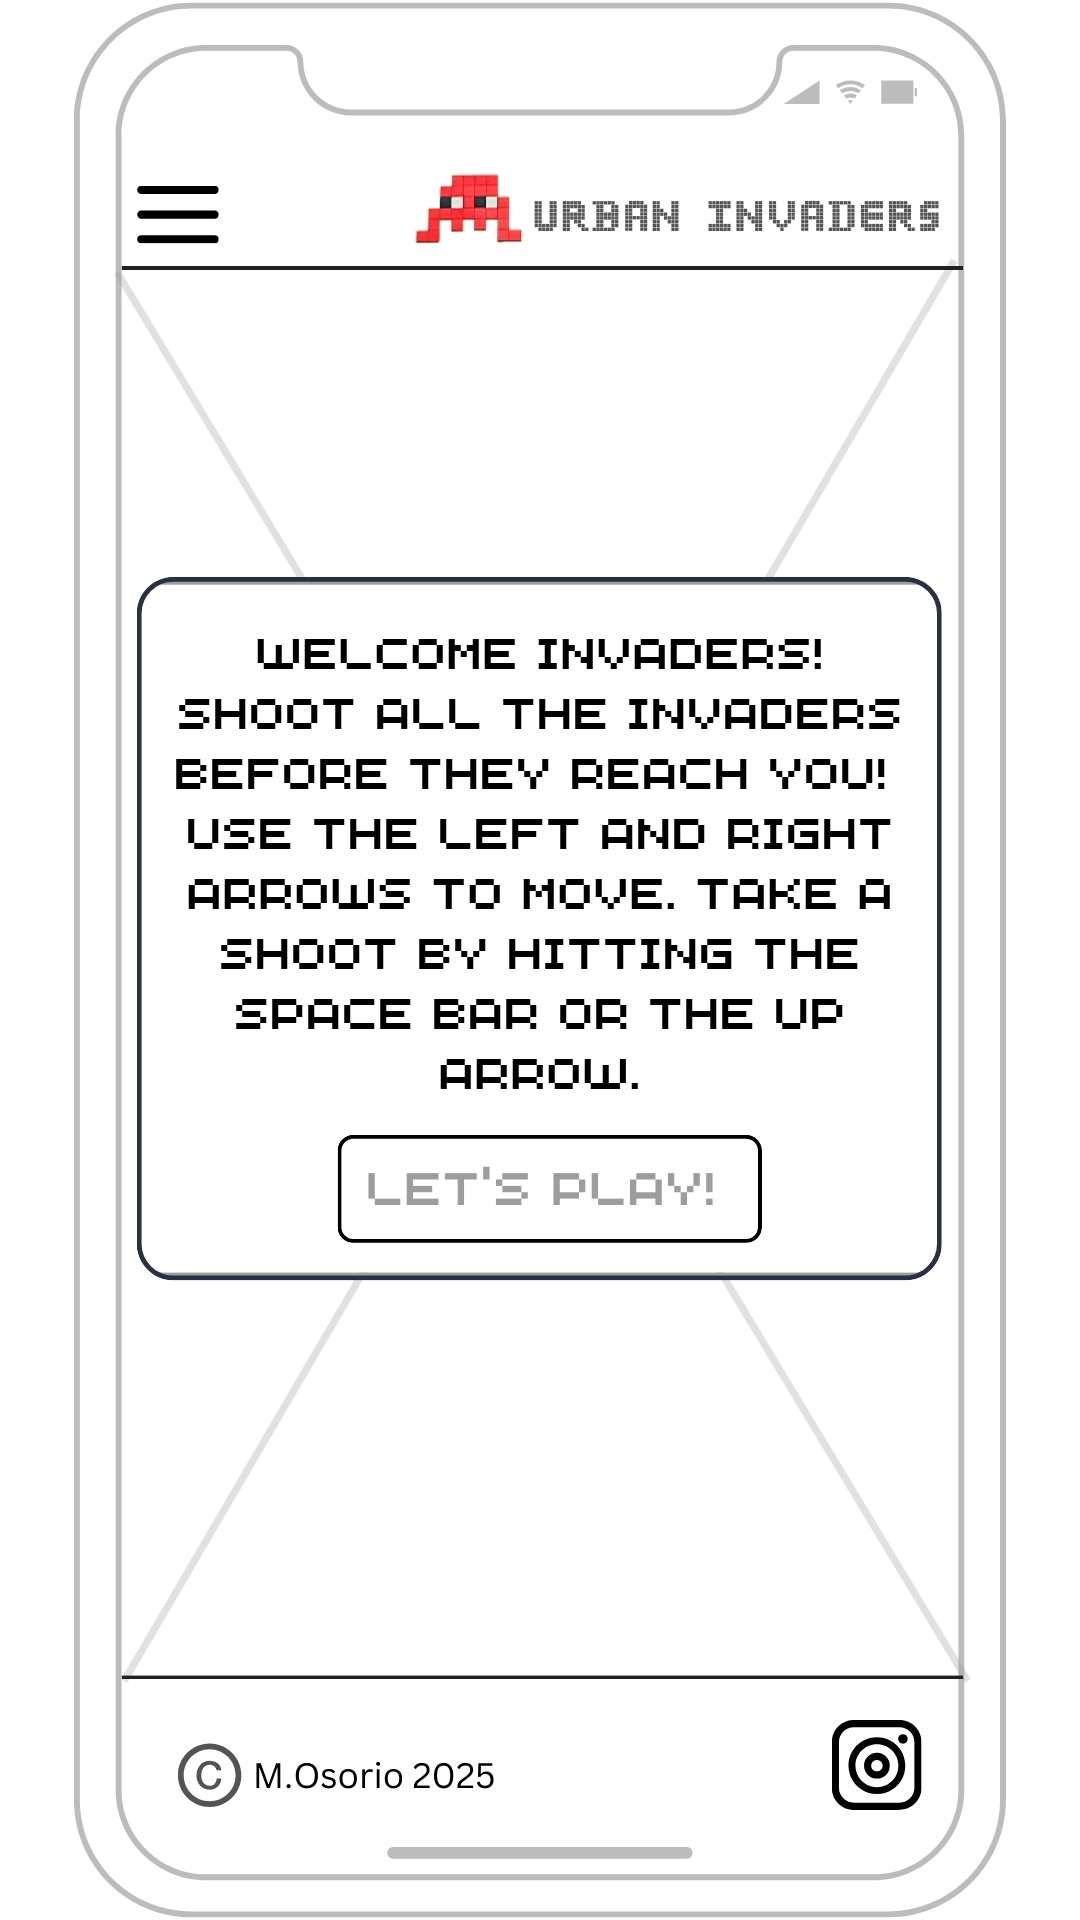 URBAN INVADERS
WELCOME INVADERS!
SHOOT ALL THE INVADERS
BEFORE THEY REACH YOU!
USE THE LEFT AND RIGHT
ARROWS TO MOVE. TAKE A
SHOOT BY HITTING THE
SPACE BAR OR THE UP
ARROW.
LET'S PLAY!
© M.Osorio 2025